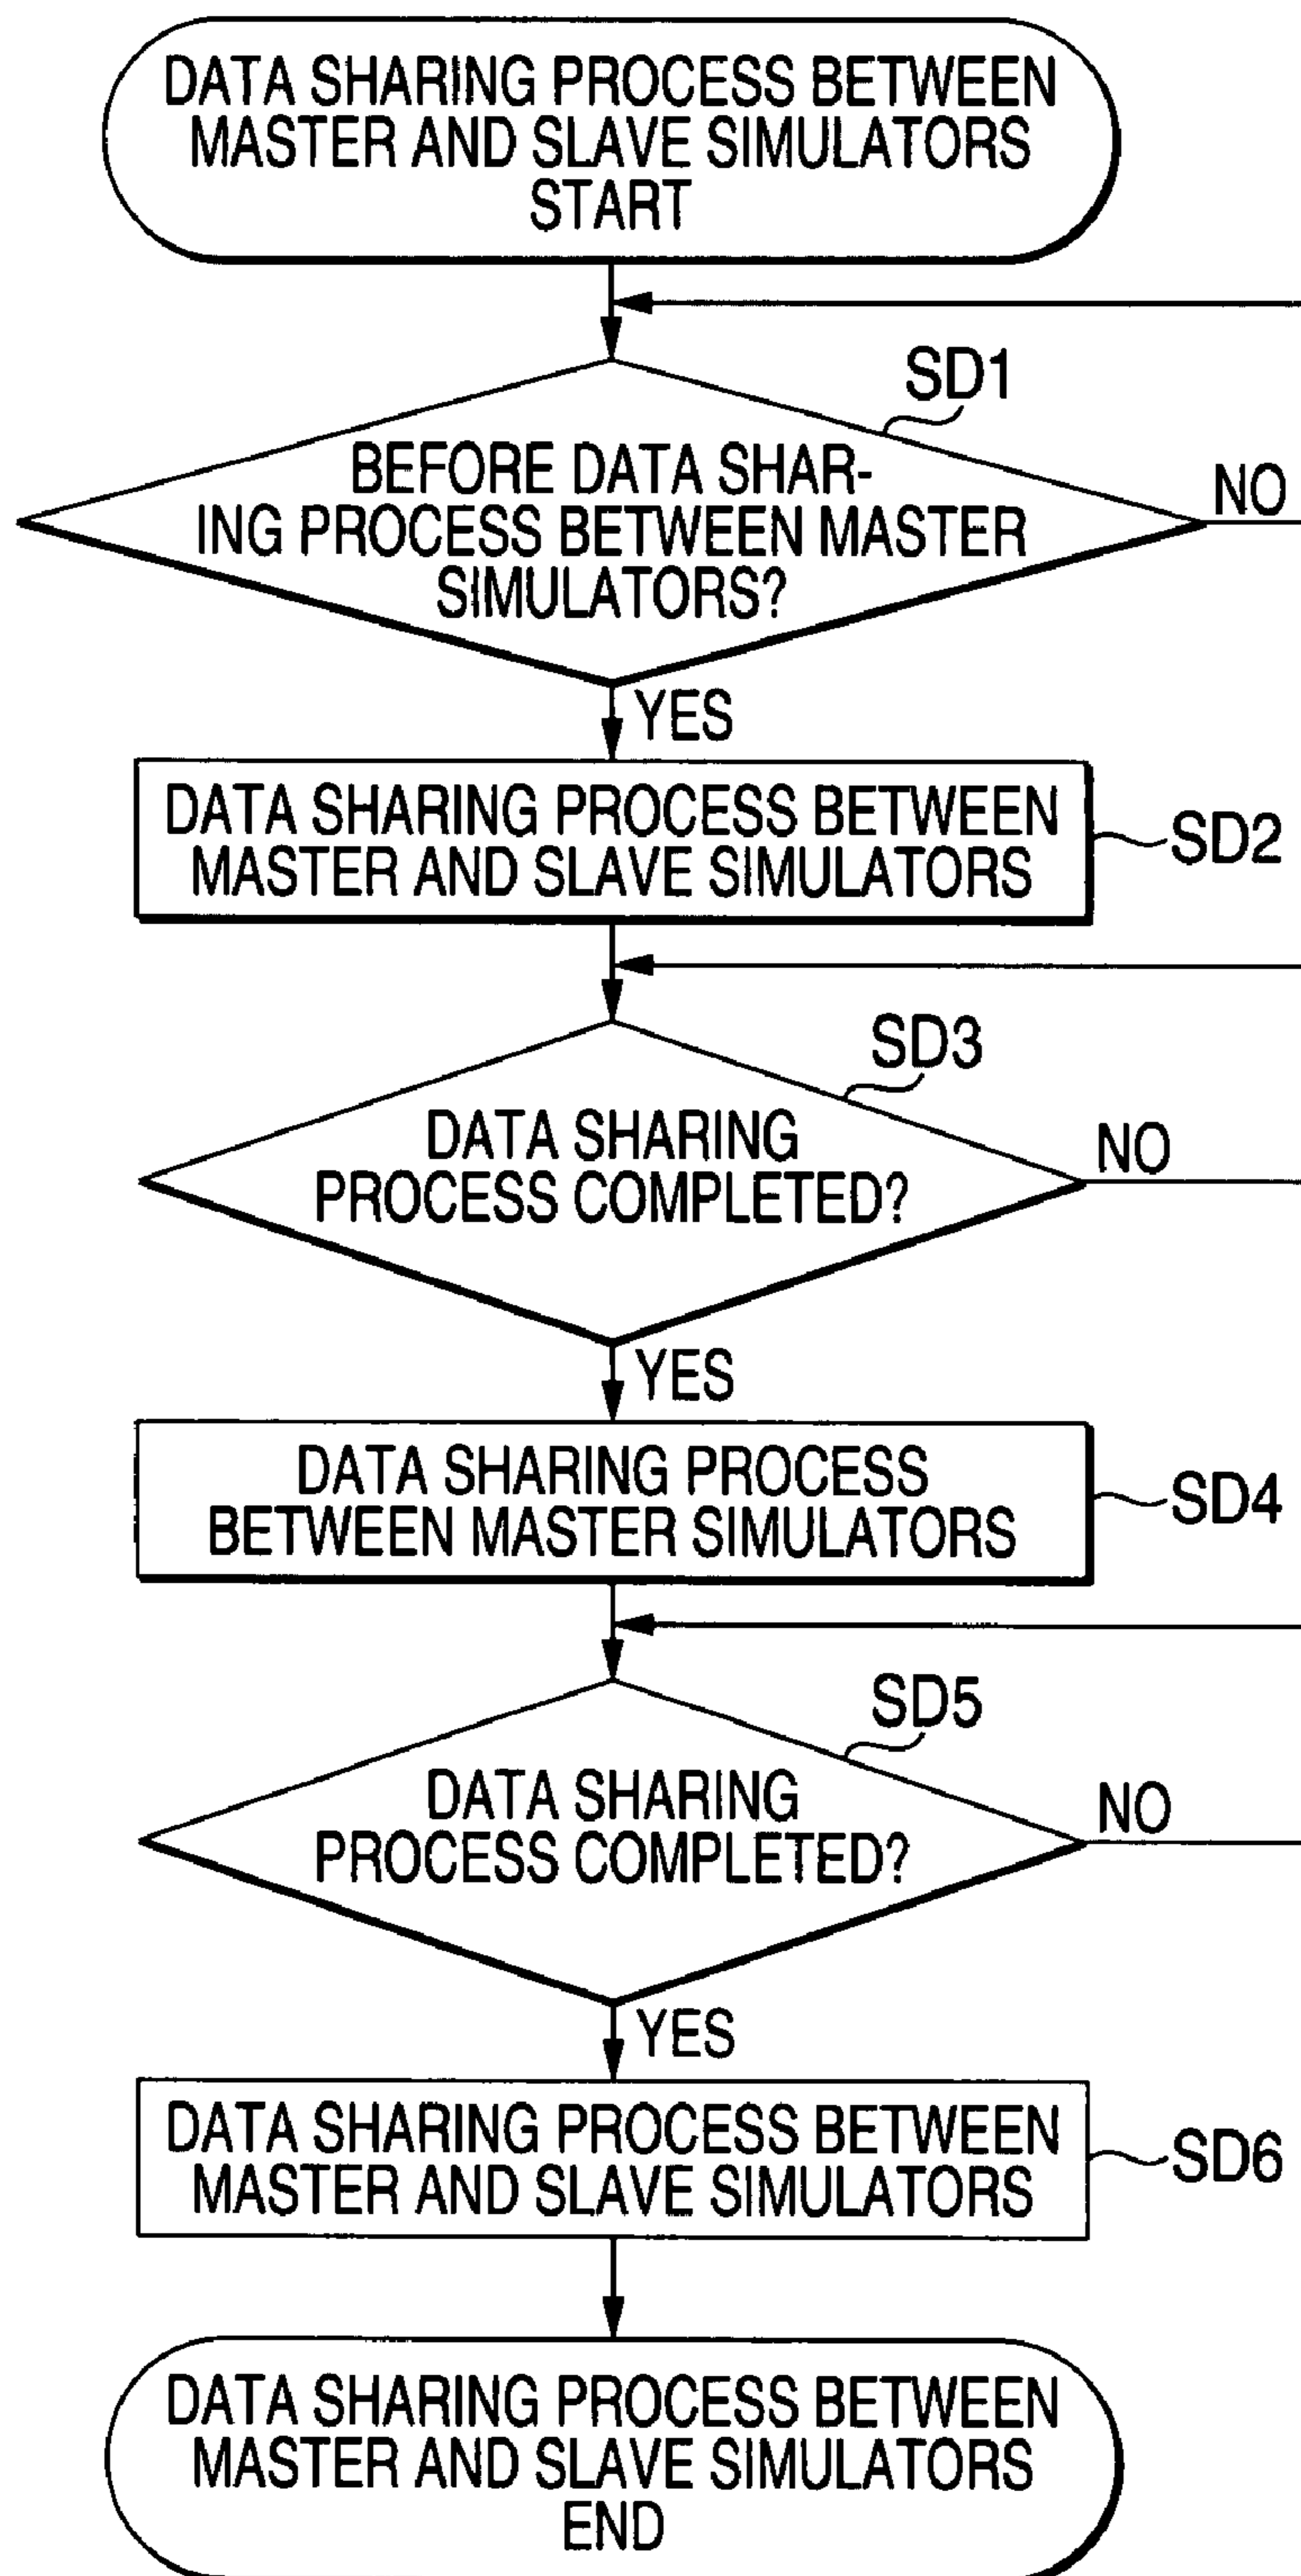 DATA SHARING PROCESS BETWEEN
MASTER AND SLAVE SIMULATORS
START
SD1
BEFORE DATA SHAR-
ING PROCESS BETWEEN MASTER
SIMULATORS?
NO
YES
DATA SHARING PROCESS BETWEEN
MASTER AND SLAVE SIMULATORS
SD2
SD3
DATA SHARING
PROCESS COMPLETED?
NO
YES
DATA SHARING PROCESS
BETWEEN MASTER SIMULATORS
SD4
SD5
DATA SHARING
PROCESS COMPLETED?
NO
YES
DATA SHARING PROCESS BETWEEN
MASTER AND SLAVE SIMULATORS
SD6
DATA SHARING PROCESS BETWEEN
MASTER AND SLAVE SIMULATORS
END